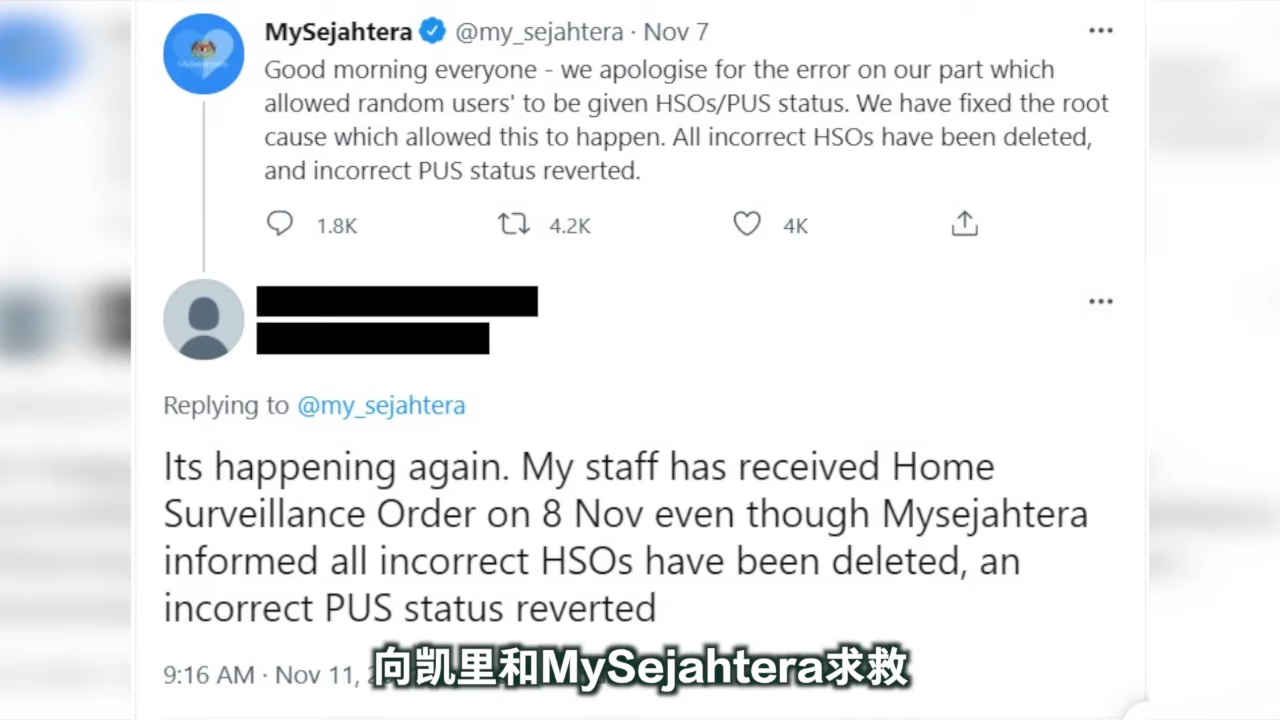 MySejahtera @my_sejahtera · Nov 7
Good morning everyone - we apologise for the error on our part which
allowed random users' to be given HSOs/PUS status. We have fixed the root
cause which allowed this to happen. All incorrect HSOs have been deleted,
and incorrect PUS status reverted.
1.8K 4.2K 4K
Replying to @my_sejahtera
Its happening again. My staff has received Home
Surveillance Order on 8 Nov even though Mysejahtera
informed all incorrect HSOs have been deleted, an
incorrect PUS status reverted
9:16 AM · Nov 11,
向凯里和MySejahtera求救